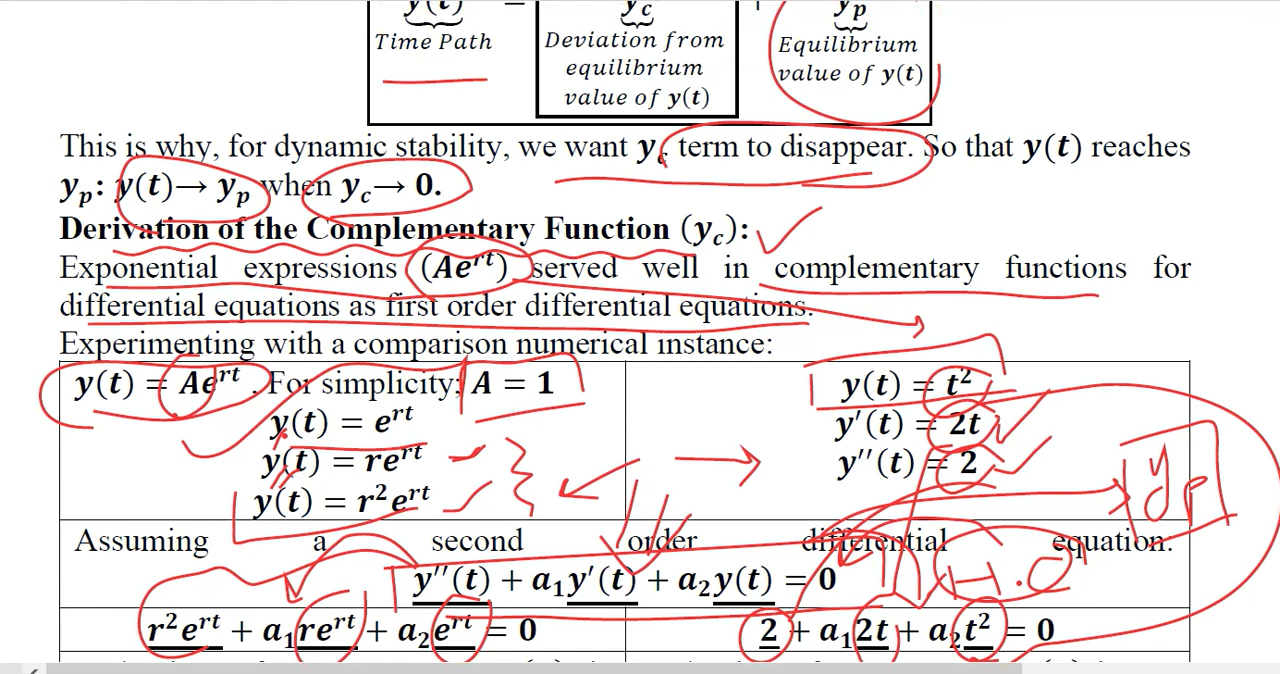 y(t) = y_c + y_p
Time Path
Deviation from equilibrium value of y(t)
Equilibrium value of y(t)
This is why, for dynamic stability, we want y_c term to disappear. So that y(t) reaches
y_p: y(t)→ y_p when y_c→ 0.
Derivation of the Complementary Function (y_c):
Exponential expressions (Ae^{rt}) served well in complementary functions for
differential equations as first order differential equations.
Experimenting with a comparison numerical instance:
y(t) = Ae^{rt}. For simplicity; A = 1
y(t) = e^{rt}
y(t) = re^{rt}
y(t) = r²e^{rt}
y(t) = t²
y′(t) = 2t
y′′(t) = 2
yp
Assuming a second order differential equation:
y′′(t) + a₁y′(t) + a₂y(t) = 0
H.O
r²e^{rt} + a₁re^{rt} + a₂e^{rt} = 0
2 + a₁2t + a₂t² = 0